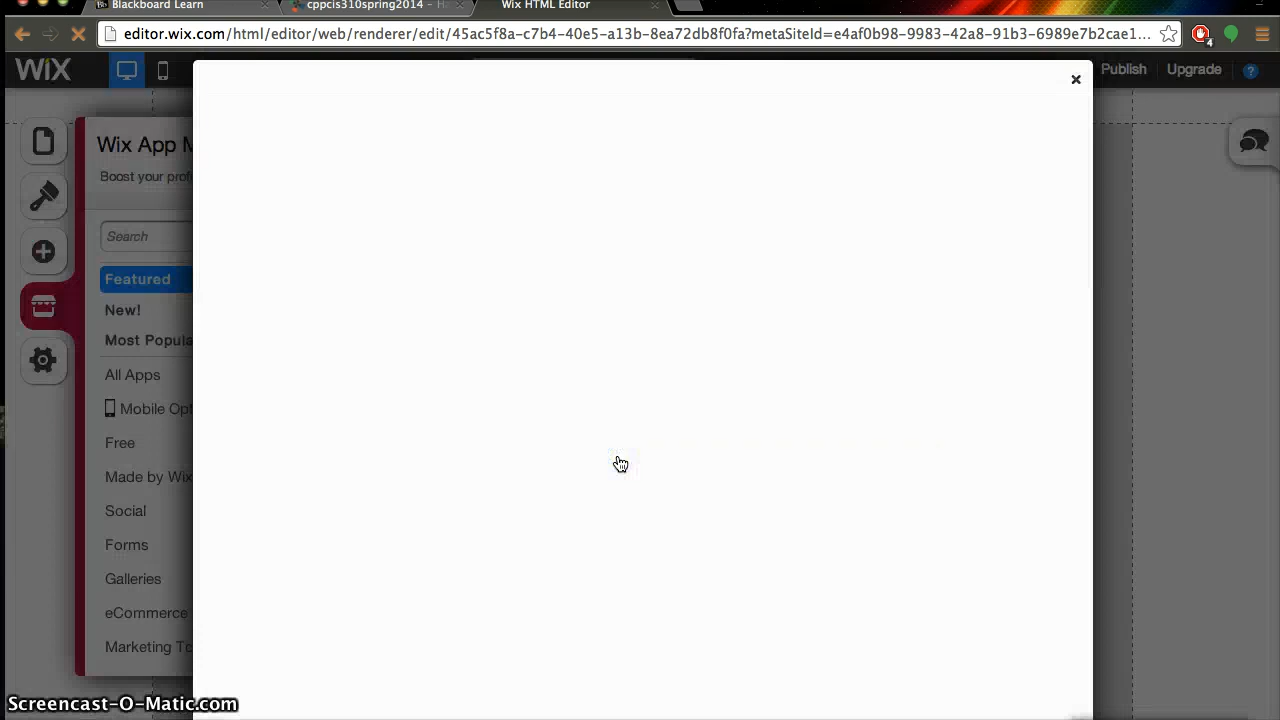 Blackboard Learn
cppcis310spring2014 - H
Wix HTML Editor
editor.wix.com/html/editor/web/renderer/edit/45ac5f8a-c7b4-40e5-a13b-8ea72db8f0fa?metaSiteId=e4af0b98-9983-42a8-91b3-6989e7b2cae1...
4
WiX
Publish
Upgrade
?
Wix App M
Boost your prof
Search
Featured
New!
Most Popula
All Apps
Mobile Opt
Free
Made by Wix
Social
Forms
Galleries
eCommerce
Marketing To
Screencast-O-Matic.com